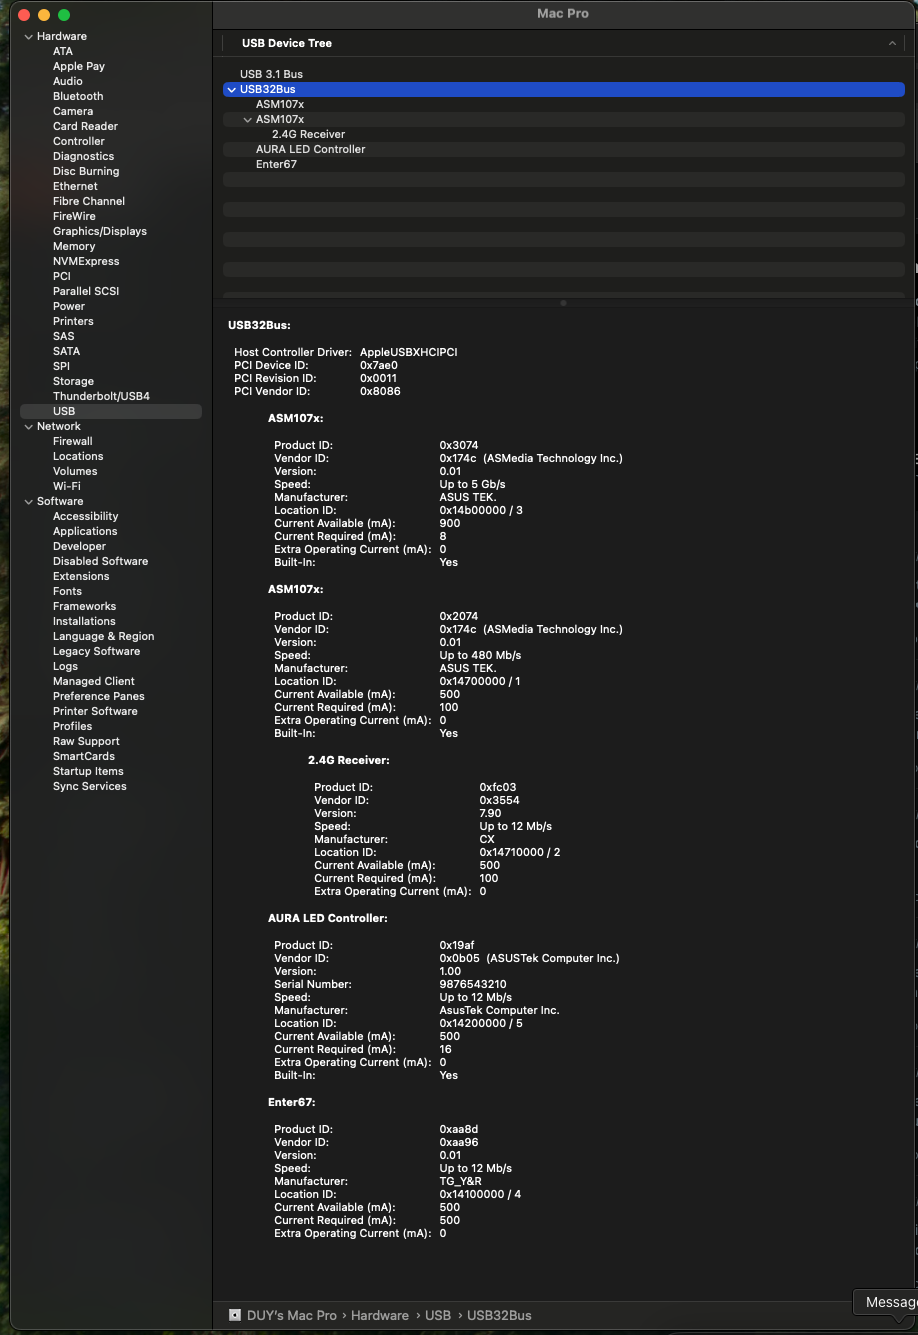 Mac Pro
Hardware
ATA
Apple Pay
Audio
Bluetooth
Camera
Card Reader
Controller
Diagnostics
Disc Burning
Ethernet
Fibre Channel
FireWire
Graphics/Displays
Memory
NVMExpress
PCI
Parallel SCSI
Power
Printers
SAS
SATA
SPI
Storage
Thunderbolt/USB4
USB
Network
Firewall
Locations
Volumes
Wi-Fi
Software
Accessibility
Applications
Developer
Disabled Software
Extensions
Fonts
Frameworks
Installations
Language & Region
Legacy Software
Logs
Managed Client
Preference Panes
Printer Software
Profiles
Raw Support
SmartCards
Startup Items
Sync Services
USB Device Tree
USB 3.1 Bus
USB32Bus
ASM107x
ASM107x
2.4G Receiver
AURA LED Controller
Enter67
USB32Bus:
Host Controller Driver: AppleUSBXHCIPCI
PCI Device ID: 0x7ae0
PCI Revision ID: 0x0011
PCI Vendor ID: 0x8086
ASM107x:
Product ID: 0x3074
Vendor ID: 0x174c (ASMedia Technology Inc.)
Version: 0.01
Speed: Up to 5 Gb/s
Manufacturer: ASUS TEK.
Location ID: 0x14b00000 / 3
Current Available (mA): 900
Current Required (mA): 8
Extra Operating Current (mA): 0
Built-In: Yes
ASM107x:
Product ID: 0x2074
Vendor ID: 0x174c (ASMedia Technology Inc.)
Version: 0.01
Speed: Up to 480 Mb/s
Manufacturer: ASUS TEK.
Location ID: 0x14700000 / 1
Current Available (mA): 500
Current Required (mA): 100
Extra Operating Current (mA): 0
Built-In: Yes
2.4G Receiver:
Product ID: 0xfc03
Vendor ID: 0x3554
Version: 7.90
Speed: Up to 12 Mb/s
Manufacturer: CX
Location ID: 0x14710000 / 2
Current Available (mA): 500
Current Required (mA): 100
Extra Operating Current (mA): 0
AURA LED Controller:
Product ID: 0x19af
Vendor ID: 0x0b05 (ASUSTek Computer Inc.)
Version: 1.00
Serial Number: 9876543210
Speed: Up to 12 Mb/s
Manufacturer: AsusTek Computer Inc.
Location ID: 0x14200000 / 5
Current Available (mA): 500
Current Required (mA): 16
Extra Operating Current (mA): 0
Built-In: Yes
Enter67:
Product ID: 0xaa8d
Vendor ID: 0xaa96
Version: 0.01
Speed: Up to 12 Mb/s
Manufacturer: TG_Y&R
Location ID: 0x14100000 / 4
Current Available (mA): 500
Current Required (mA): 500
Extra Operating Current (mA): 0
DUY's Mac Pro › Hardware › USB › USB32Bus
Messag